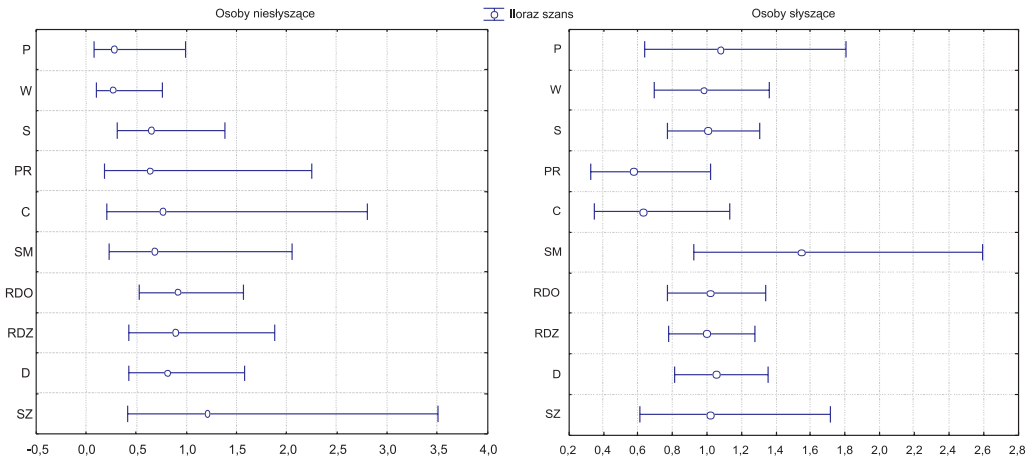 Osoby niesłyszące
Iloraz szans
Osoby słyszące
P
W
S
PR
C
SM
RDO
RDZ
D
SZ
-0,5 0,0 0,5 1,0 1,5 2,0 2,5 3,0 3,5 4,0
P
W
S
PR
C
SM
RDO
RDZ
D
SZ
0,2 0,4 0,6 0,8 1,0 1,2 1,4 1,6 1,8 2,0 2,2 2,4 2,6 2,8